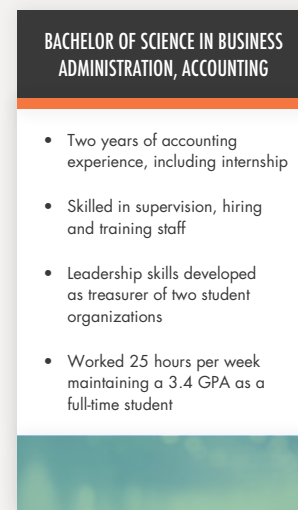 BACHELOR OF SCIENCE IN BUSINESS
ADMINISTRATION, ACCOUNTING
• Two years of accounting
experience, including internship
• Skilled in supervision, hiring
and training staff
• Leadership skills developed
as treasurer of two student
organizations
• Worked 25 hours per week
maintaining a 3.4 GPA as a
full-time student